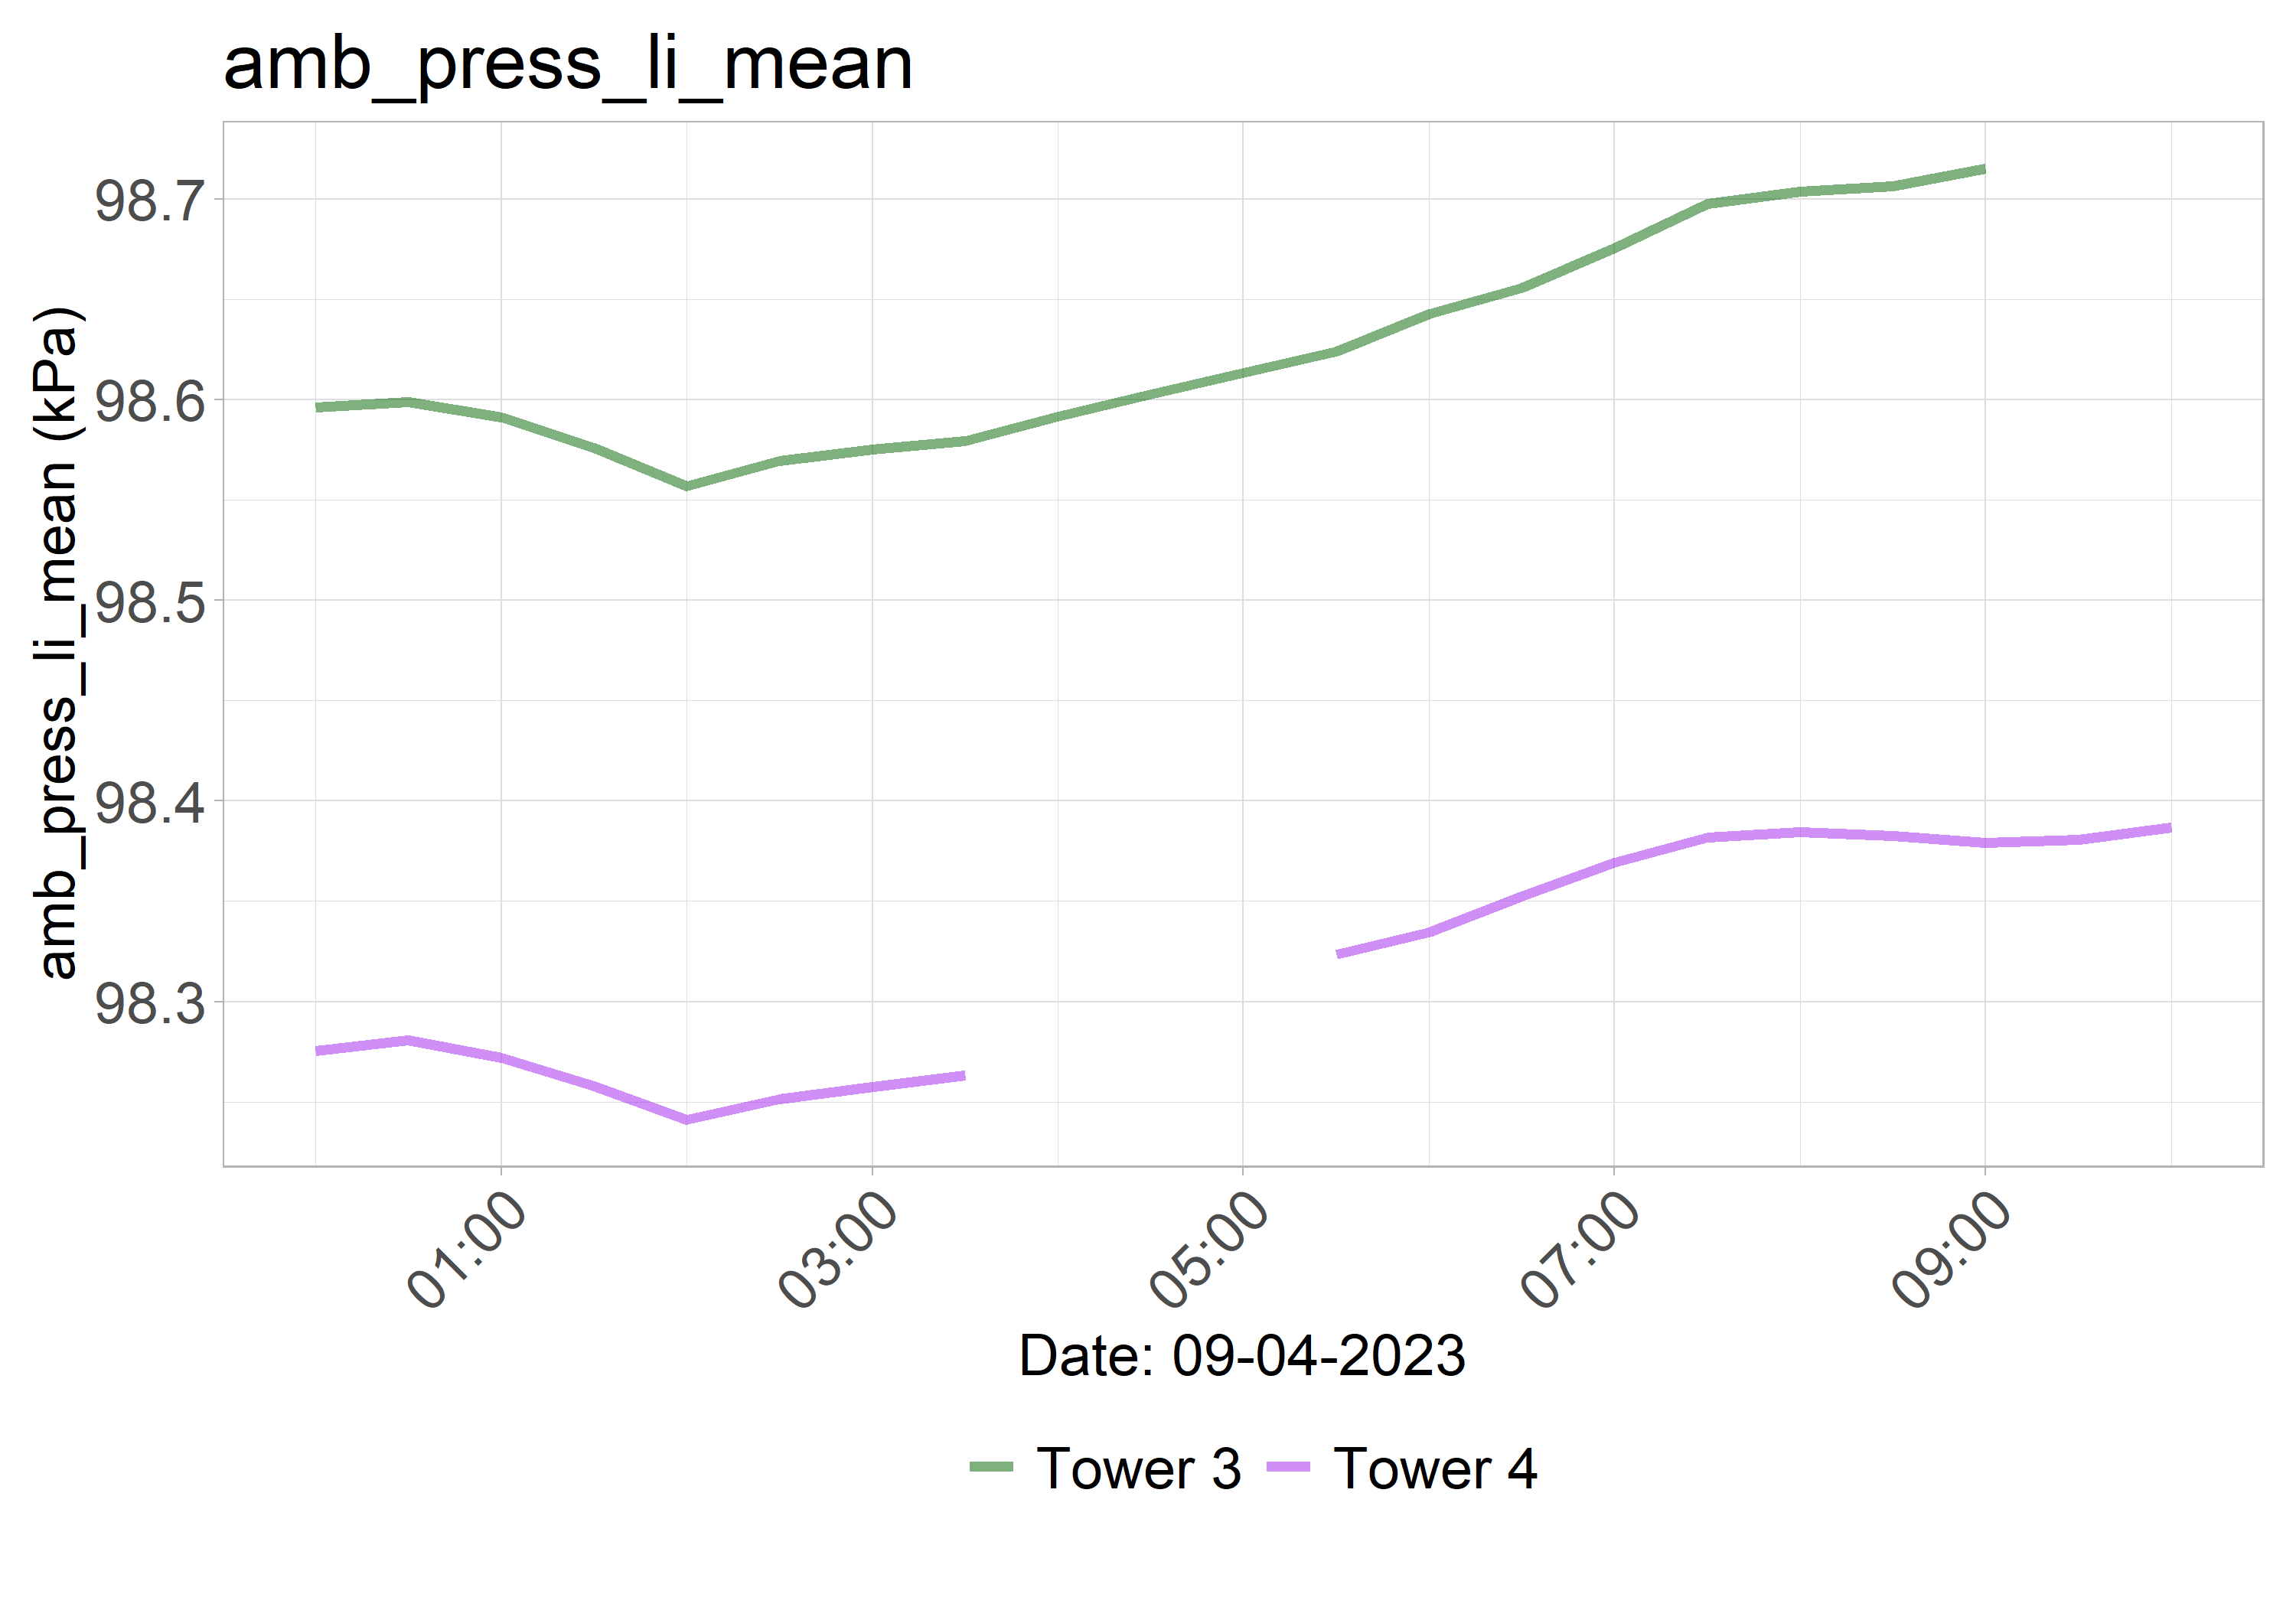 amb_press_li_mean
amb_press_li_mean (kPa)
98.7
98.6
98.5
98.4
98.3
01:00
03:00
05:00
07:00
09:00
Date: 09-04-2023
Tower 3
Tower 4